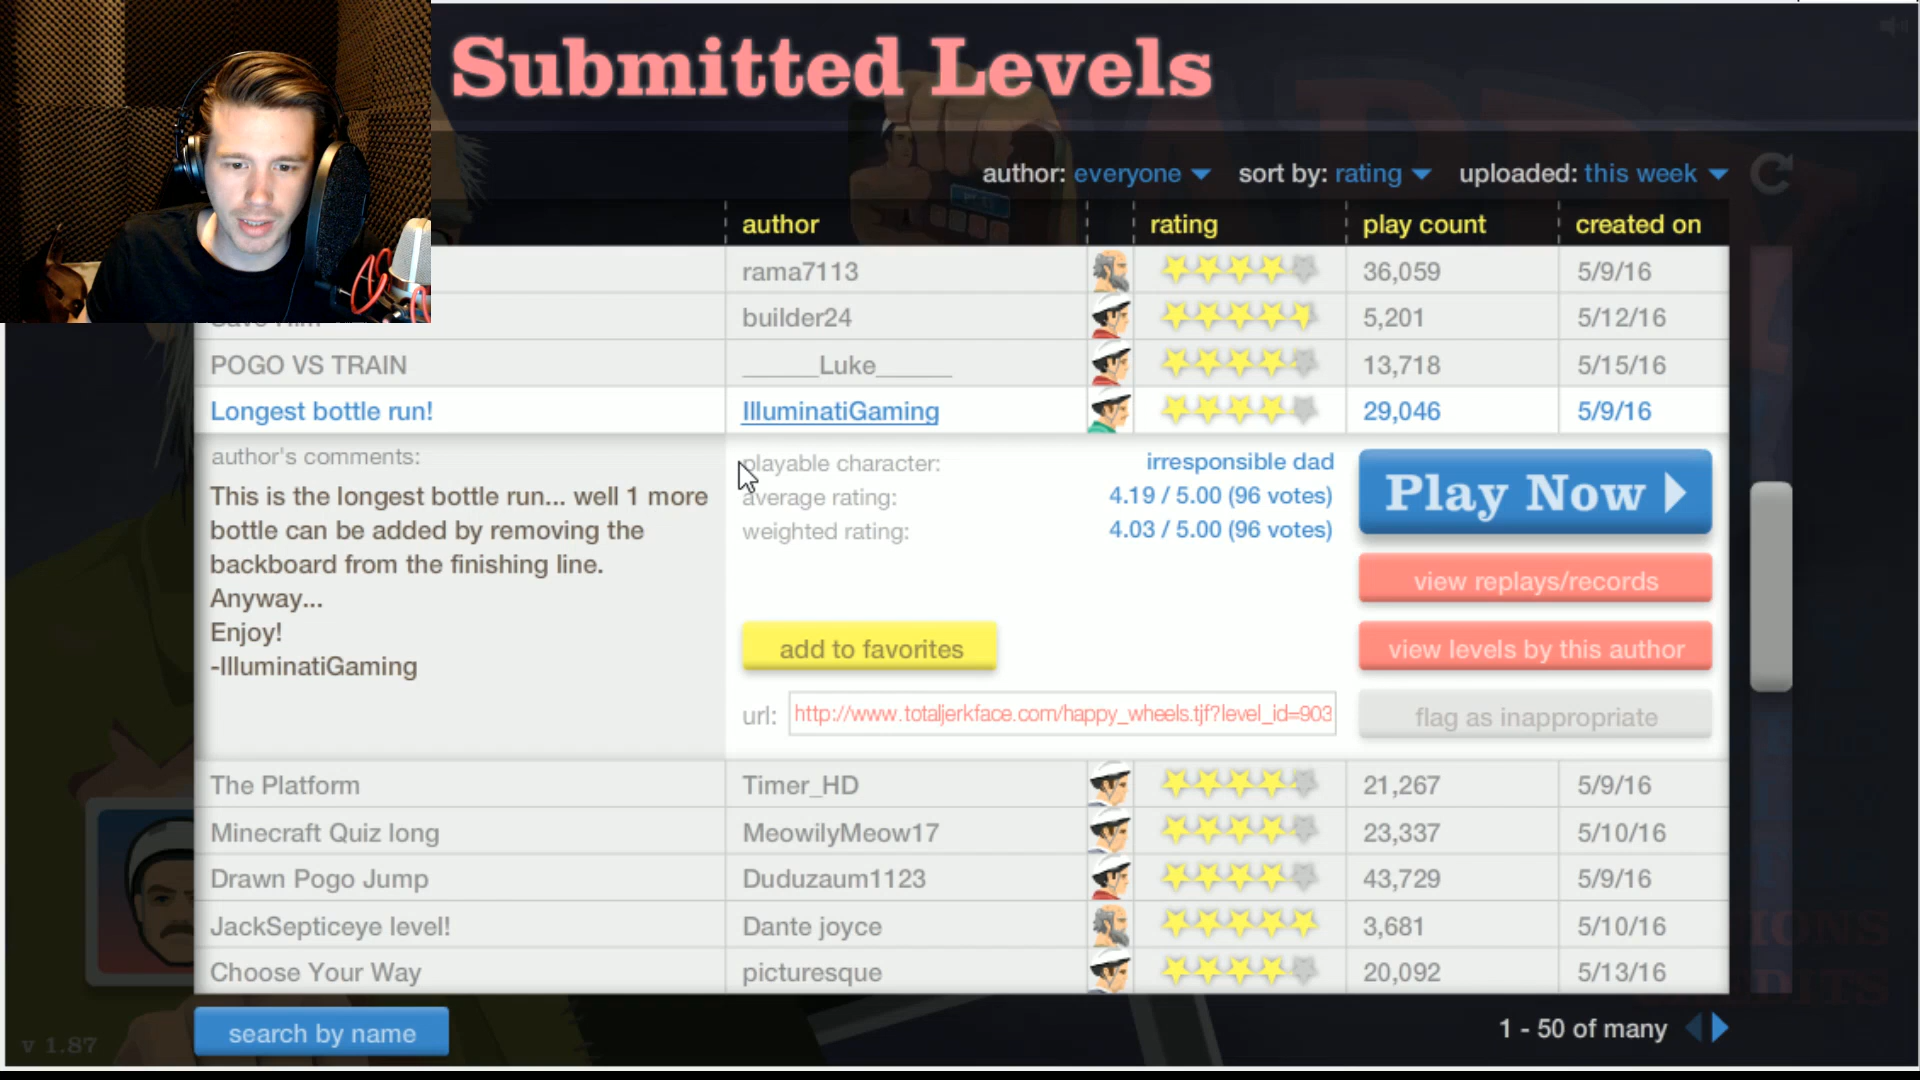 Submitted Levels
author: everyone sort by: rating uploaded: this week
author rating play count created on
rama7113 36,059 5/9/16
builder24 5,201 5/12/16
POGO VS TRAIN ______Luke______ 13,718 5/15/16
Longest bottle run! IlluminatiGaming 29,046 5/9/16
author's comments:
This is the longest bottle run... well 1 more
bottle can be added by removing the
backboard from the finishing line.
Anyway...
Enjoy!
-IlluminatiGaming
playable character: irresponsible dad
average rating: 4.19 / 5.00 (96 votes)
weighted rating: 4.03 / 5.00 (96 votes)
add to favorites
url: http://www.totaljerkface.com/happy_wheels.tjf?level_id=903
Play Now
view replays/records
view levels by this author
flag as inappropriate
The Platform Timer_HD 21,267 5/9/16
Minecraft Quiz long MeowilyMeow17 23,337 5/10/16
Drawn Pogo Jump Duduzaum1123 43,729 5/9/16
JackSepticeye level! Dante joyce 3,681 5/10/16
Choose Your Way picturesque 20,092 5/13/16
search by name
1 - 50 of many
v 1.87